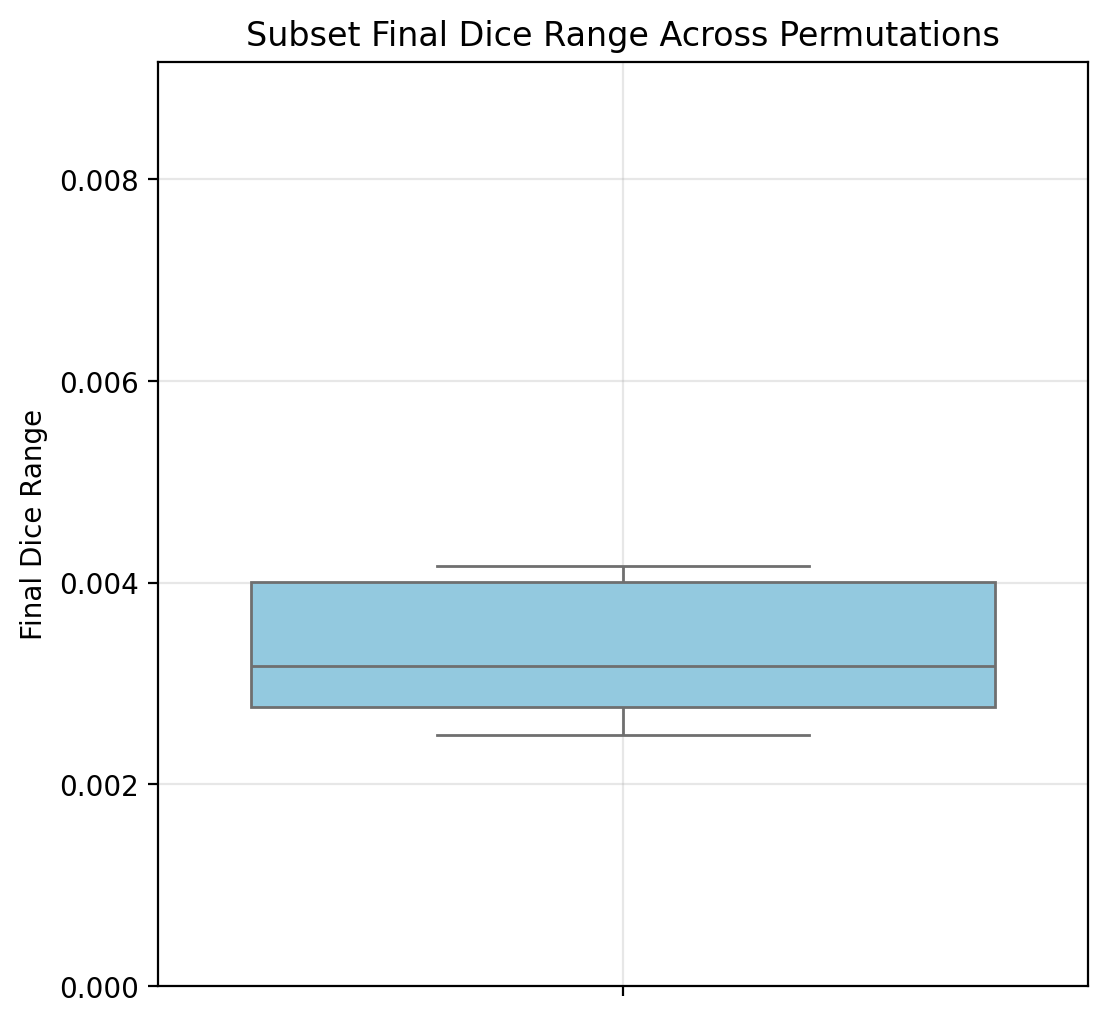 Subset Final Dice Range Across Permutations
0.008
0.006
0.004
0.002
0.000
Final Dice Range